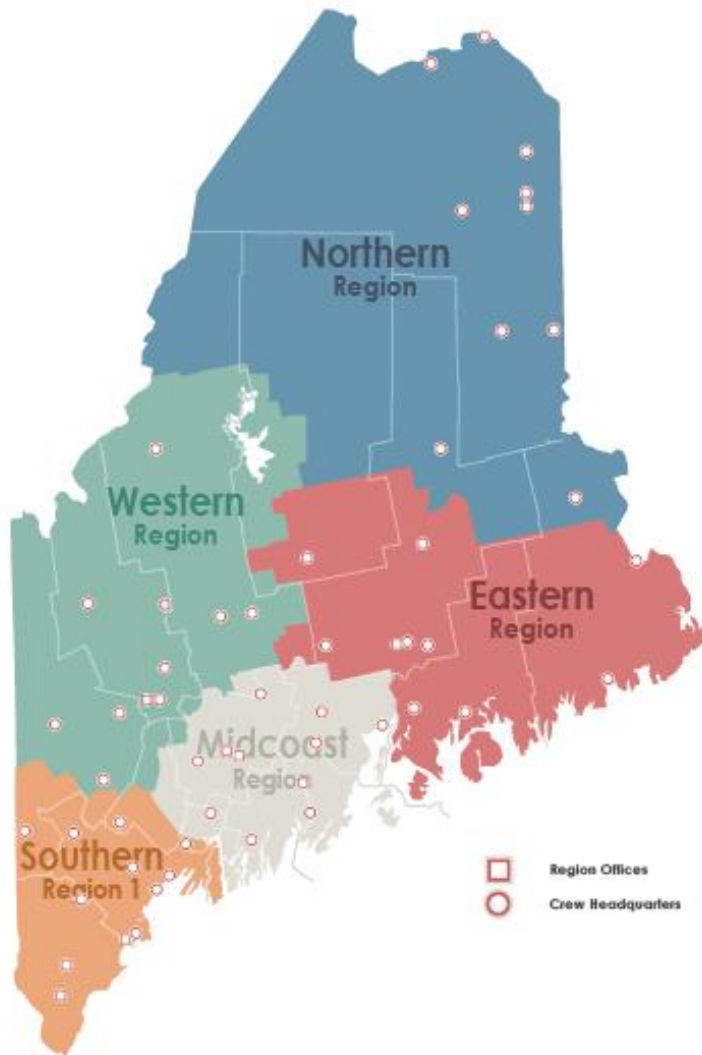 Northern
Region
Western
Region
Eastern
Region
Midcoast
Region
Southern
Region 1
Region Offices
Crew Headquarters